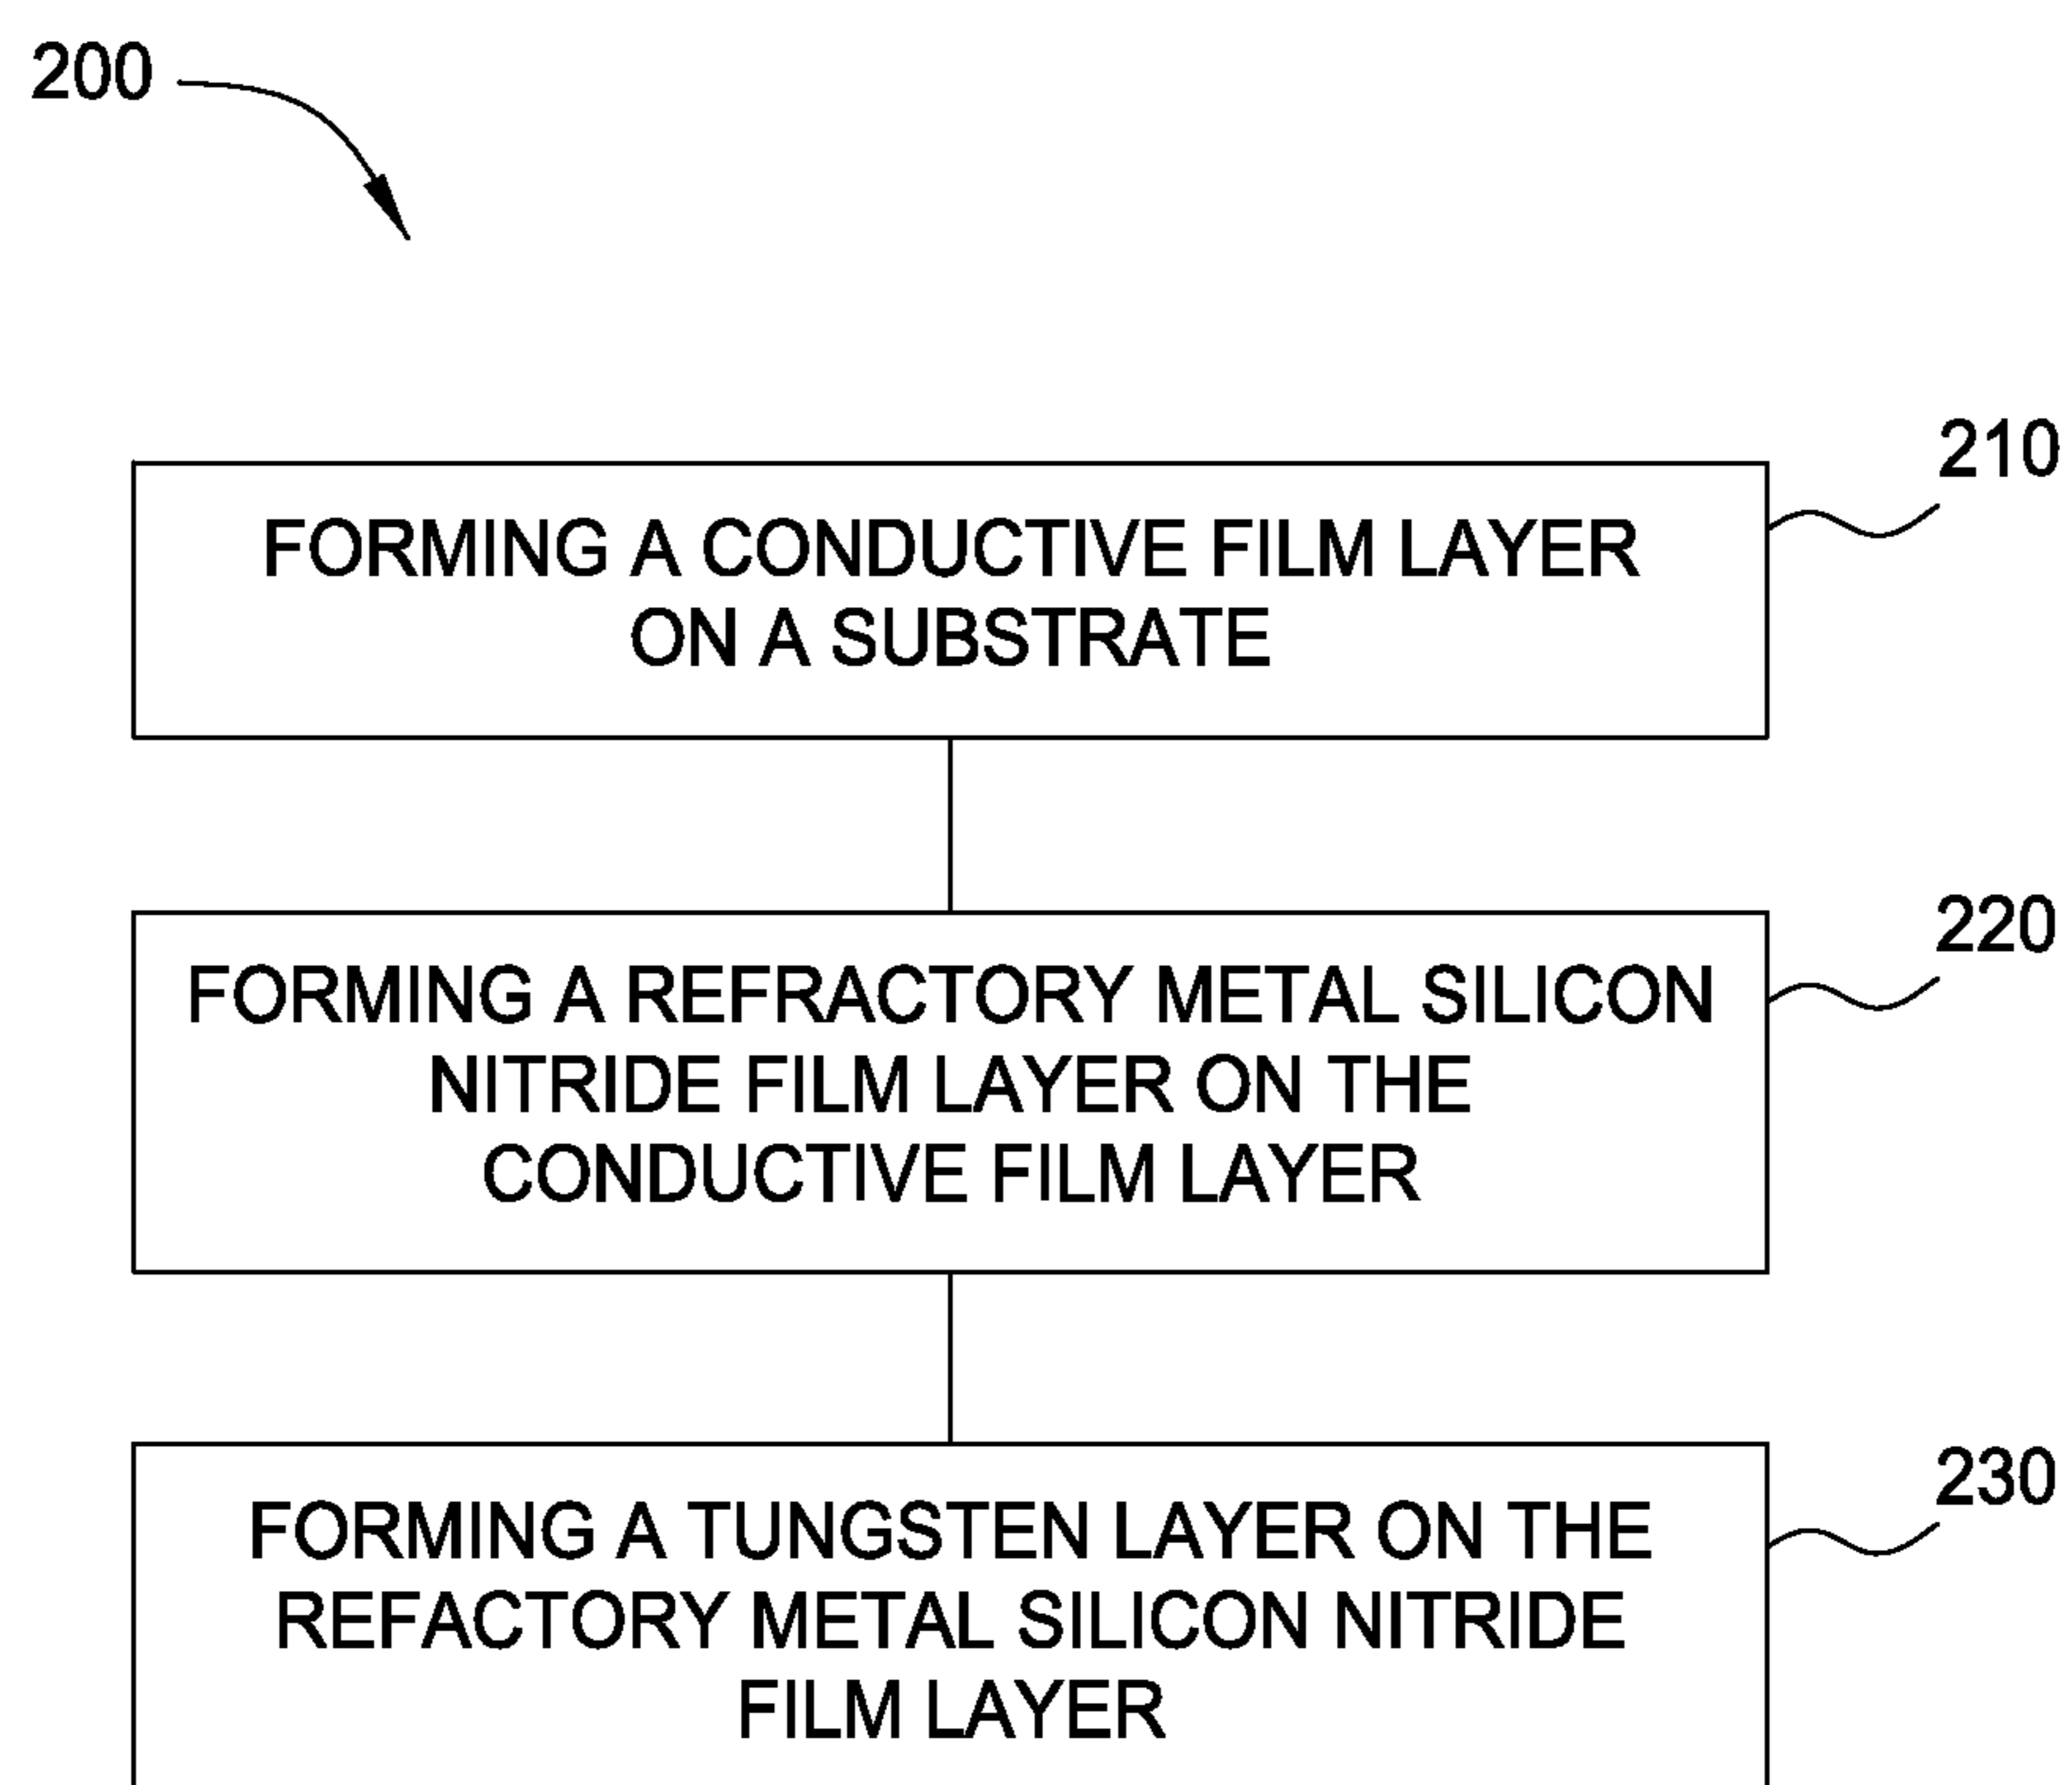 200
210
FORMING A CONDUCTIVE FILM LAYER
ON A SUBSTRATE
220
FORMING A REFRACTORY METAL SILICON
NITRIDE FILM LAYER ON THE
CONDUCTIVE FILM LAYER
230
FORMING A TUNGSTEN LAYER ON THE
REFACTORY METAL SILICON NITRIDE
FILM LAYER